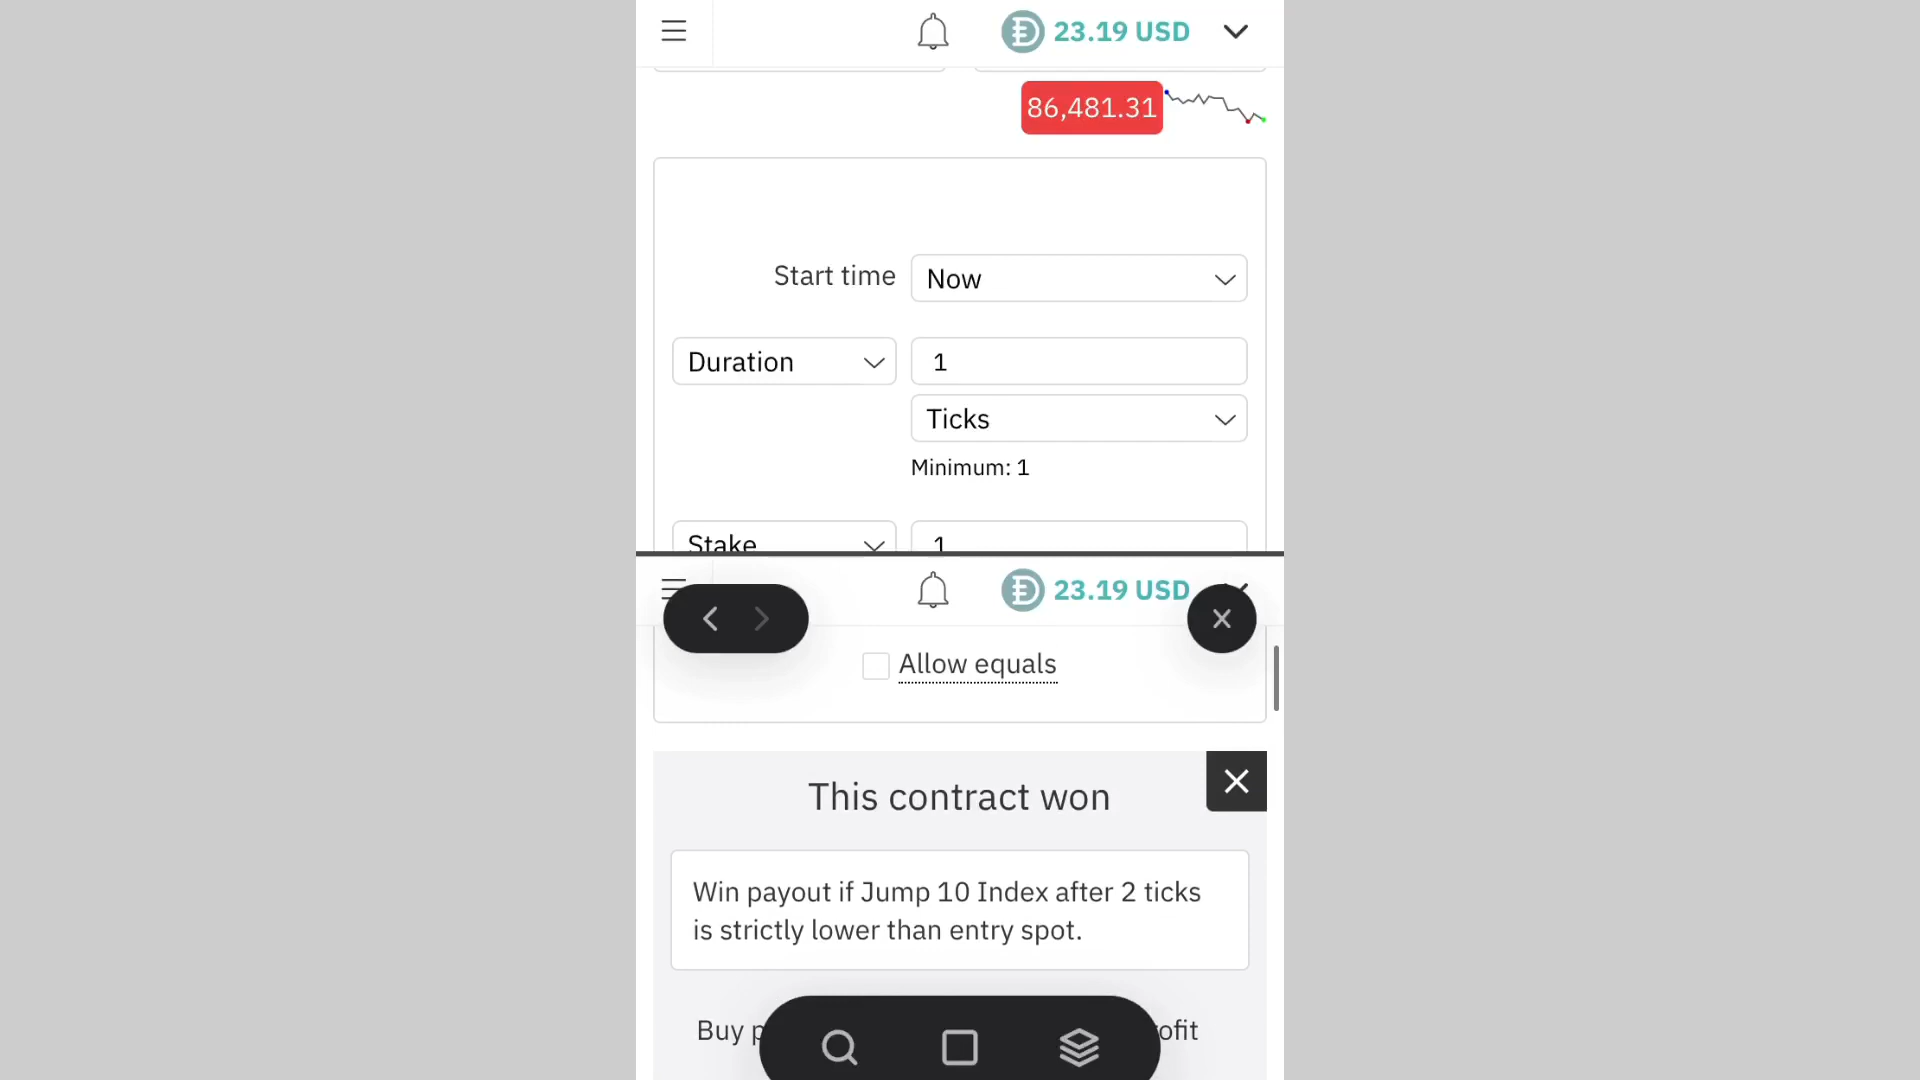 23.19 USD
86,481.31
Start time
Now
Duration
1
Ticks
Minimum: 1
Stake
1
23.19 USD
Allow equals
This contract won
Win payout if Jump 10 Index after 2 ticks
is strictly lower than entry spot.
Buy